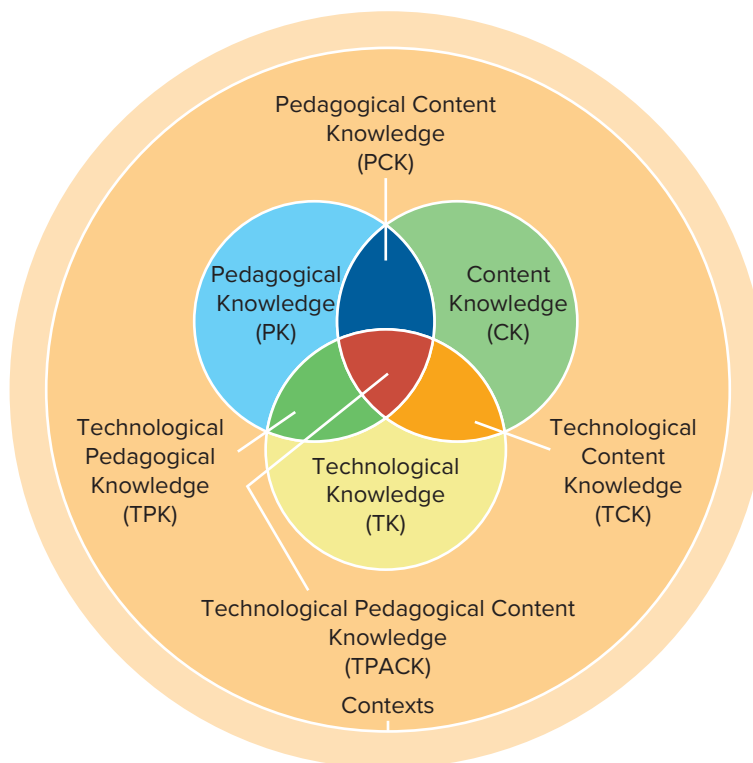 Pedagogical Content
Knowledge
(PCK)
Pedagogical
Knowledge
(PK)
Content
Knowledge
(CK)
Technological
Pedagogical
Knowledge
(TPK)
Technological
Knowledge
(TK)
Technological
Content
Knowledge
(TCK)
Technological Pedagogical Content
Knowledge
(TPACK)
Contexts